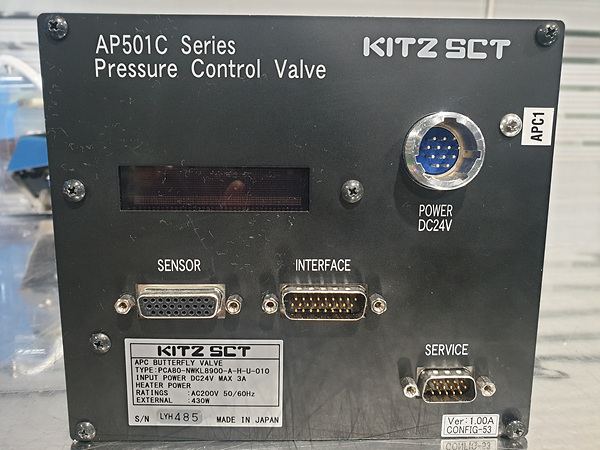 AP501C Series
Pressure Control Valve
KITZ SCT
APC1
POWER
DC24V
SENSOR
INTERFACE
SERVICE
KITZ SCT
APC BUTTERFLY VALVE
TYPE:PCA80-NWKL8900-A-H-U-010
INPUT POWER DC24V MAX 3A
HEATER POWER
RATINGS :AC200V 50/60Hz
EXTERNAL :430W
S/N LYH485 MADE IN JAPAN
Ver:1.00A
CONFIG-53